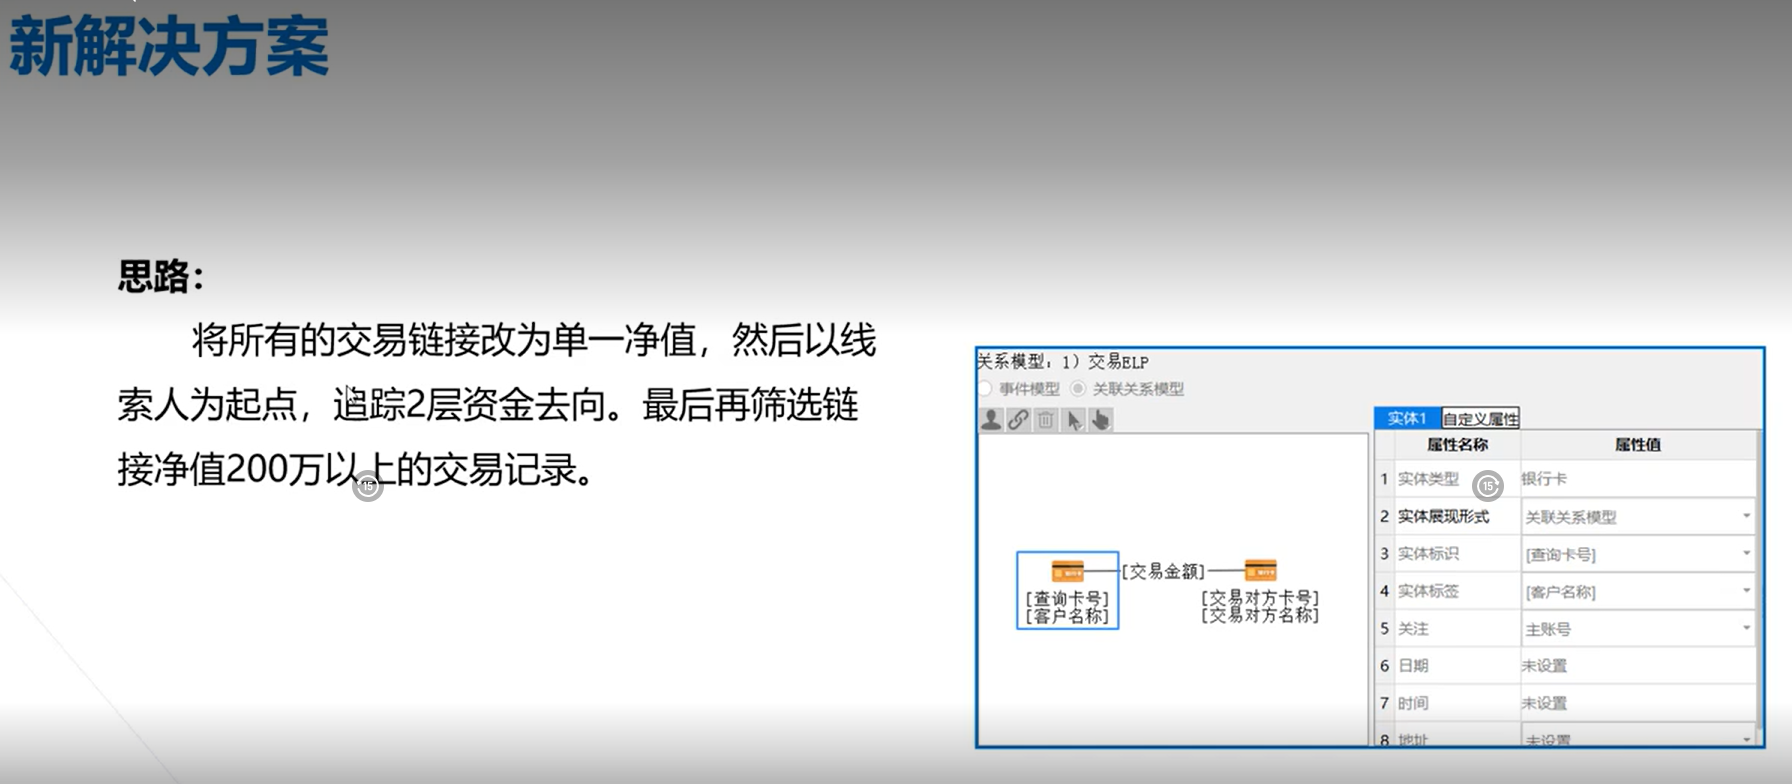 新解决方案
思路：
将所有的交易链接改为单一净值，然后以线
索人为起点，追踪2层资金去向。最后再筛选链
接净值200万以上的交易记录。
15
15
关系模型：1）交易ELP
事件模型 关联关系模型
[交易金额]
[查询卡号]
[客户名称]
[交易对方卡号]
[交易对方名称]
实体1 自定义属性
属性名称 属性值
1 实体类型 银行卡
2 实体展现形式 关联关系模型
3 实体标识 [查询卡号]
4 实体标签 [客户名称]
5 关注 主账号
6 日期 未设置
7 时间 未设置
8 地址 未设置